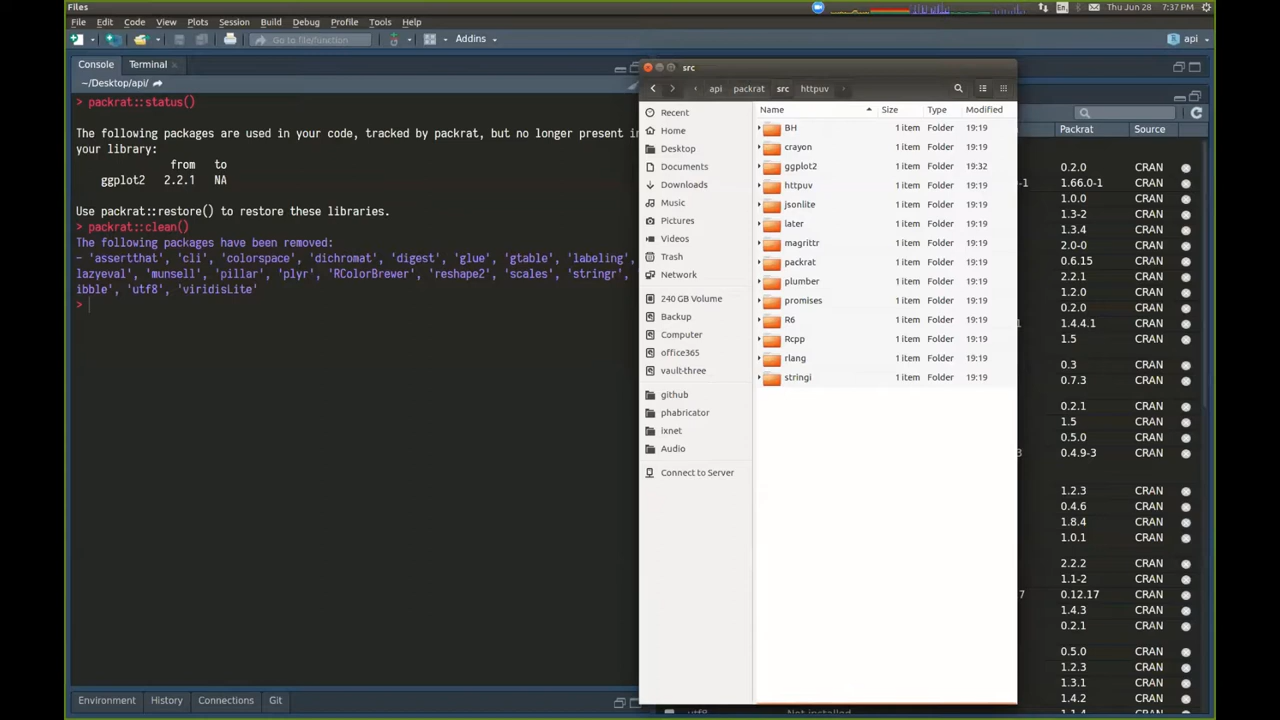 Files
Thu Jun 28 7:37 PM
En
File Edit Code View Plots Session Build Debug Profile Tools Help
Go to file/function
Addins
api
Console Terminal
~/Desktop/api/
> packrat::status()
The following packages are used in your code, tracked by packrat, but no longer present in
your library:
from to
ggplot2 2.2.1 NA
Use packrat::restore() to restore these libraries.
> packrat::clean()
The following packages have been removed:
- 'assertthat', 'cli', 'colorspace', 'dichromat', 'digest', 'glue', 'gtable', 'labeling',
lazyeval', 'munsell', 'pillar', 'plyr', 'RColorBrewer', 'reshape2', 'scales', 'stringr',
ibble', 'utf8', 'viridisLite'
>
Environment History Connections Git
src
api packrat src httpuv
Recent
Home
Desktop
Documents
Downloads
Music
Pictures
Videos
Trash
Network
240 GB Volume
Backup
Computer
office365
vault-three
github
phabricator
ixnet
Audio
Connect to Server
Name Size Type Modified
BH 1 item Folder 19:19
crayon 1 item Folder 19:19
ggplot2 1 item Folder 19:32
httpuv 1 item Folder 19:19
jsonlite 1 item Folder 19:19
later 1 item Folder 19:19
magrittr 1 item Folder 19:19
packrat 1 item Folder 19:19
plumber 1 item Folder 19:19
promises 1 item Folder 19:19
R6 1 item Folder 19:19
Rcpp 1 item Folder 19:19
rlang 1 item Folder 19:19
stringi 1 item Folder 19:19
Packrat Source
0.2.0 CRAN
-1 1.66.0-1 CRAN
1.0.0 CRAN
1.3-2 CRAN
1.3.4 CRAN
2.0-0 CRAN
0.6.15 CRAN
2.2.1 CRAN
1.2.0 CRAN
0.2.0 CRAN
1 1.4.4.1 CRAN
1.5 CRAN
0.3 CRAN
0.7.3 CRAN
0.2.1 CRAN
1.5 CRAN
0.5.0 CRAN
3 0.4.9-3 CRAN
1.2.3 CRAN
0.4.6 CRAN
1.8.4 CRAN
1.0.1 CRAN
2.2.2 CRAN
1.1-2 CRAN
7 0.12.17 CRAN
1.4.3 CRAN
0.2.1 CRAN
0.5.0 CRAN
1.2.3 CRAN
1.3.1 CRAN
1.4.2 CRAN